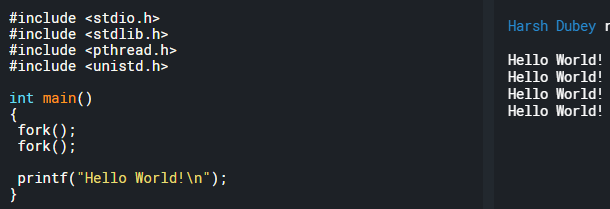 #include <stdio.h>
#include <stdlib.h>
#include <pthread.h>
#include <unistd.h>
int main()
{
fork();
fork();
printf("Hello World!\n");
}
Harsh Dubey
Hello World!
Hello World!
Hello World!
Hello World!